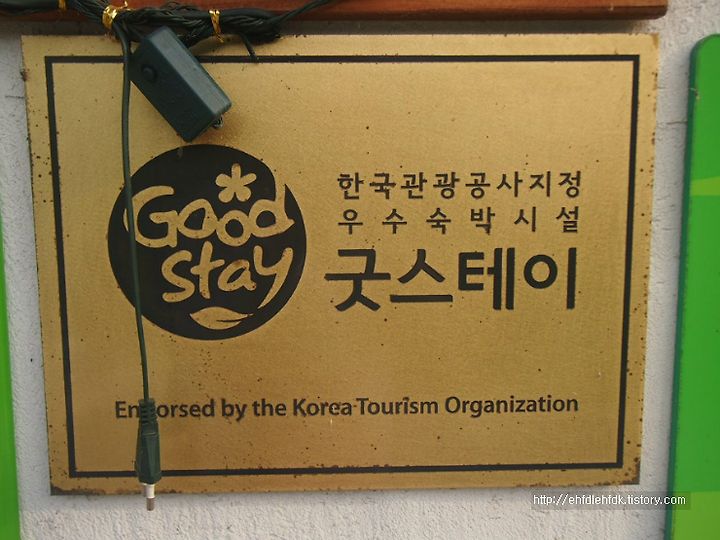 Good
Stay
한국관광공사지정
우수숙박시설
굿스테이
Endorsed by the Korea Tourism Organization
http://ehfdlehfdk.tistory.com